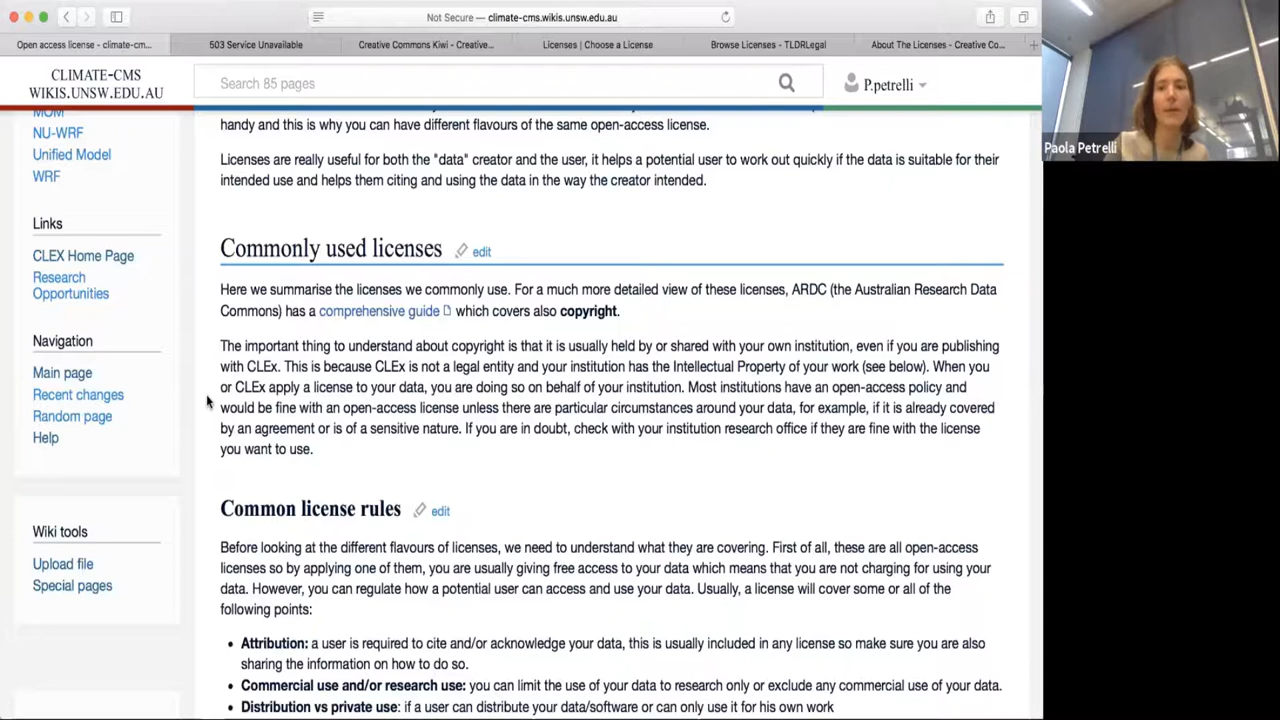 Not Secure — climate-cms.wikis.unsw.edu.au
Open access license - climate-cm...
503 Service Unavailable
Creative Commons Kiwi - Creative...
Licenses | Choose a License
Browse Licenses - TLDRLegal
About The Licenses - Creative Co...
CLIMATE-CMS
WIKIS.UNSW.EDU.AU
Search 85 pages
P.petrelli
Paola Petrelli
MOM
NU-WRF
Unified Model
WRF
Links
CLEX Home Page
Research
Opportunities
Navigation
Main page
Recent changes
Random page
Help
Wiki tools
Upload file
Special pages
handy and this is why you can have different flavours of the same open-access license.
Licenses are really useful for both the "data" creator and the user, it helps a potential user to work out quickly if the data is suitable for their
intended use and helps them citing and using the data in the way the creator intended.
Commonly used licenses edit
Here we summarise the licenses we commonly use. For a much more detailed view of these licenses, ARDC (the Australian Research Data
Commons) has a comprehensive guide which covers also copyright.
The important thing to understand about copyright is that it is usually held by or shared with your own institution, even if you are publishing
with CLEx. This is because CLEx is not a legal entity and your institution has the Intellectual Property of your work (see below). When you
or CLEx apply a license to your data, you are doing so on behalf of your institution. Most institutions have an open-access policy and
would be fine with an open-access license unless there are particular circumstances around your data, for example, if it is already covered
by an agreement or is of a sensitive nature. If you are in doubt, check with your institution research office if they are fine with the license
you want to use.
Common license rules edit
Before looking at the different flavours of licenses, we need to understand what they are covering. First of all, these are all open-access
licenses so by applying one of them, you are usually giving free access to your data which means that you are not charging for using your
data. However, you can regulate how a potential user can access and use your data. Usually, a license will cover some or all of the
following points:
• Attribution: a user is required to cite and/or acknowledge your data, this is usually included in any license so make sure you are also
sharing the information on how to do so.
• Commercial use and/or research use: you can limit the use of your data to research only or exclude any commercial use of your data.
• Distribution vs private use: if a user can distribute your data/software or can only use it for his own work